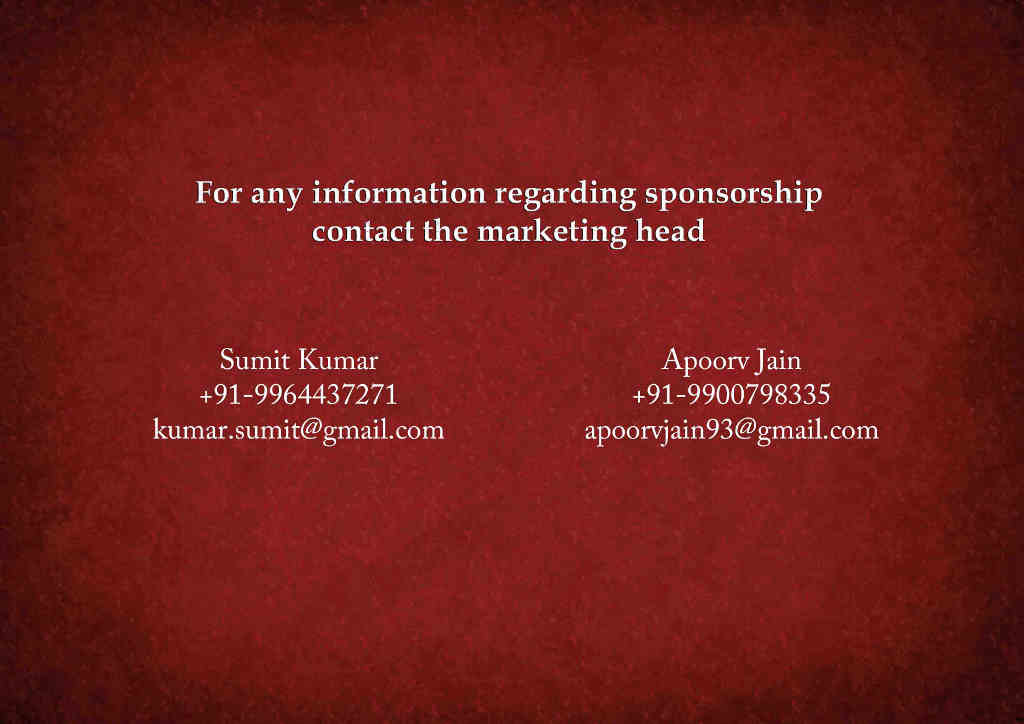 For any information regarding sponsorship
contact the marketing head
Sumit Kumar
+91-9964437271
kumar.sumit@gmail.com
Apoorv Jain
+91-9900798335
apoorvjain93@gmail.com